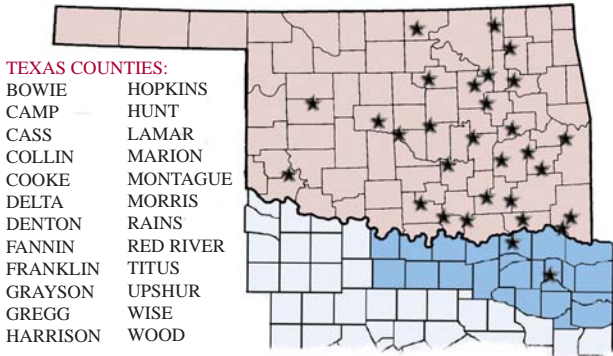 TEXAS COUNTIES:
BOWIE
CAMP
CASS
COLLIN
COOKE
DELTA
DENTON
FANNIN
FRANKLIN
GRAYSON
GREGG
HARRISON
HOPKINS
HUNT
LAMAR
MARION
MONTAGUE
MORRIS
RAINS
RED RIVER
TITUS
UPSHUR
WISE
WOOD